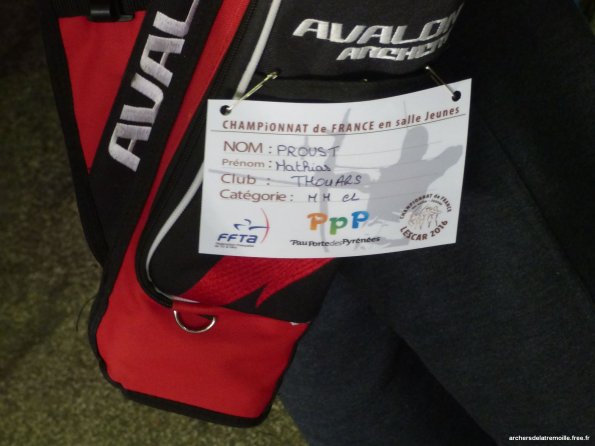 AVALON
AVALON
ARCHERY
CHAMPiONNAT de FRANCE en salle Jeunes
NOM : PROUST
Prénom : Mathias
Club : THOUARS
Catégorie : MH CL
FFTa
PpP
Pau Porte des Pyrénées
CHAMPIONNAT de FRANCE
LESCAR 2016
archersdelatremoille.free.fr